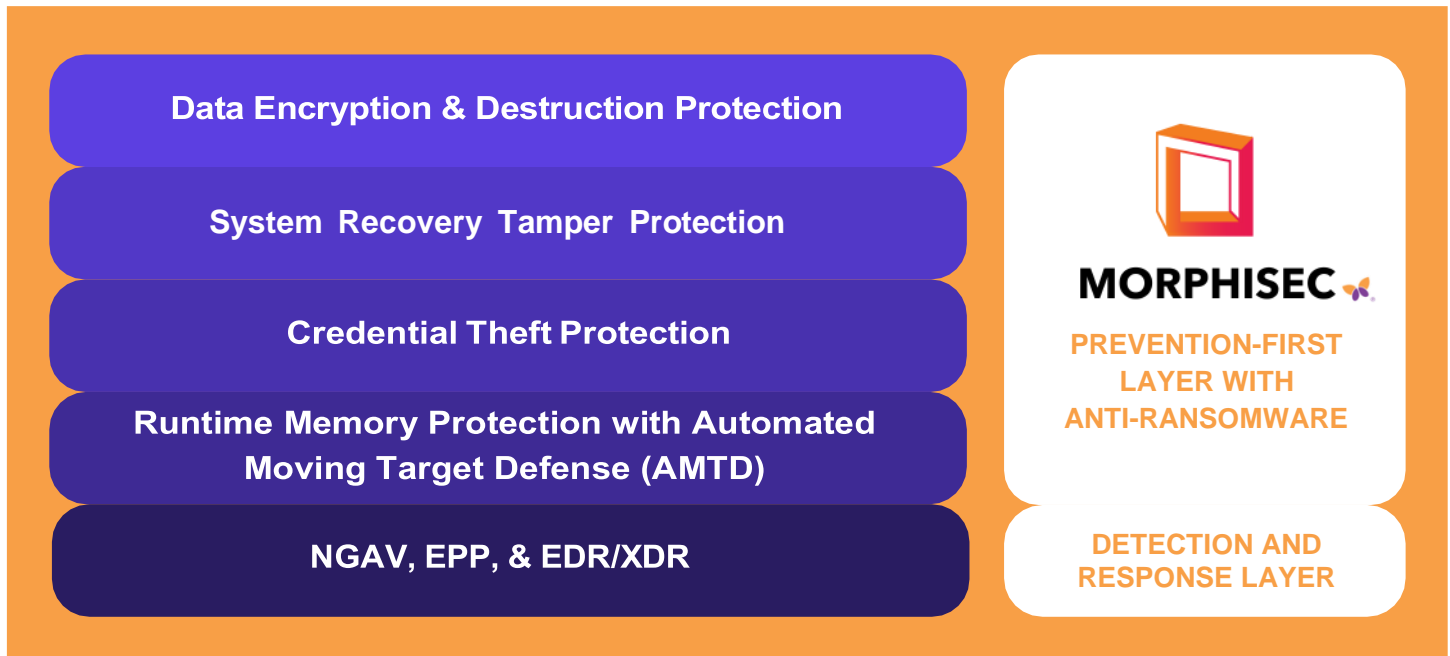 Data Encryption & Destruction Protection
System Recovery Tamper Protection
Credential Theft Protection
Runtime Memory Protection with Automated
Moving Target Defense (AMTD)
NGAV, EPP, & EDR/XDR
MORPHISEC
PREVENTION-FIRST
LAYER WITH
ANTI-RANSOMWARE
DETECTION AND
RESPONSE LAYER